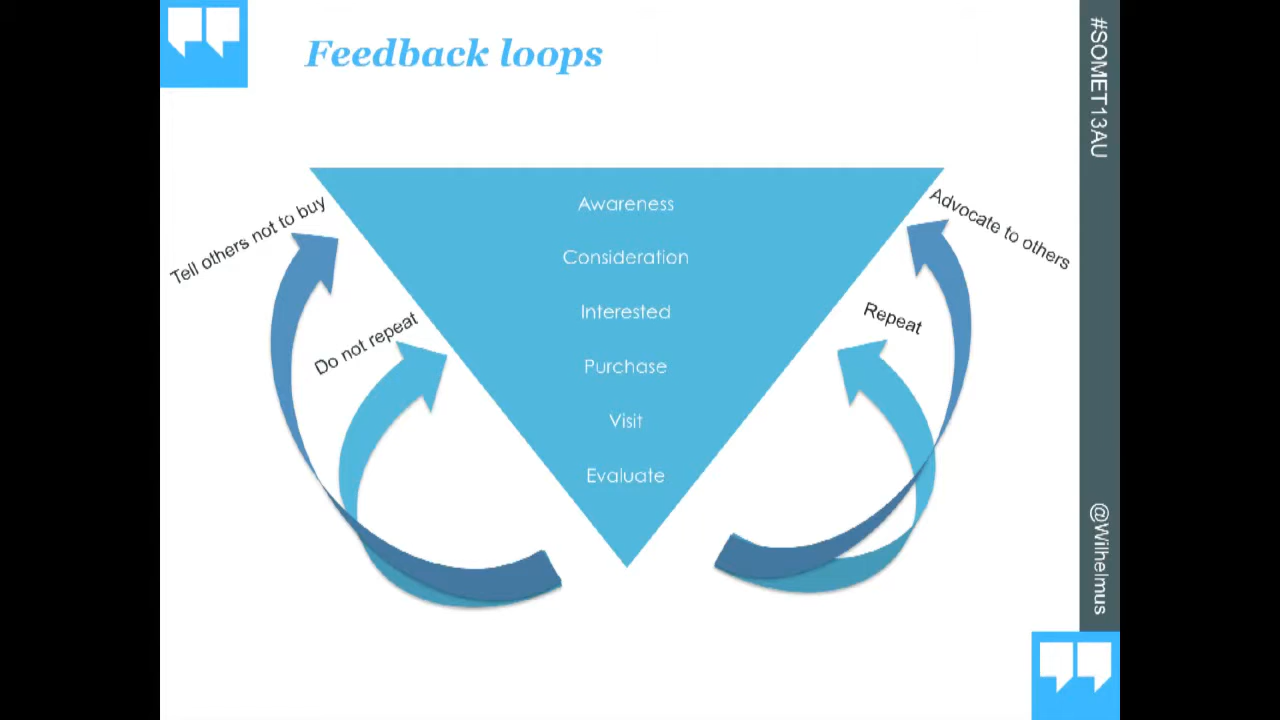 Feedback loops
#SOMET13AU
Awareness
Tell others not to buy
Advocate to others
Consideration
Interested
Do not repeat
Repeat
Purchase
Visit
Evaluate
@Wilhelmus